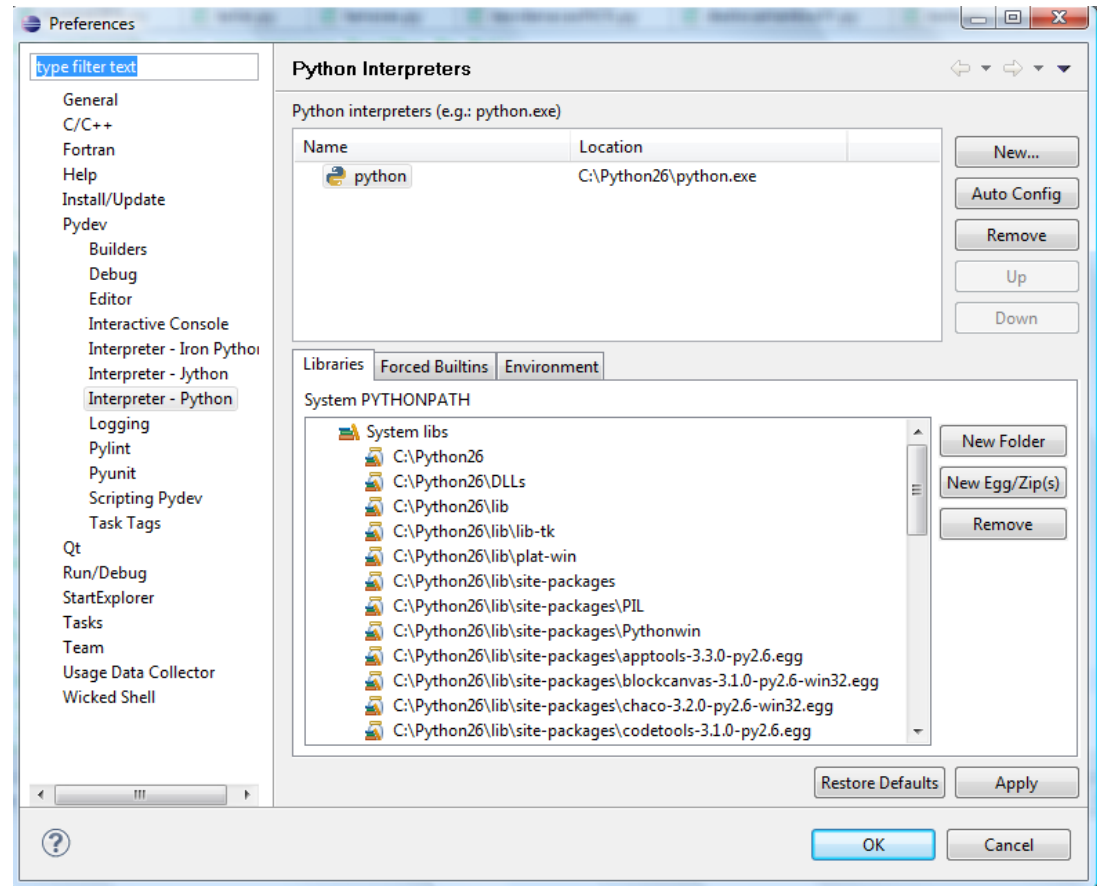 Preferences
type filter text
General
C/C++
Fortran
Help
Install/Update
Pydev
Builders
Debug
Editor
Interactive Console
Interpreter - Iron Pytho
Interpreter - Jython
Interpreter - Python
Logging
Pylint
Pyunit
Scripting Pydev
Task Tags
Qt
Run/Debug
StartExplorer
Tasks
Team
Usage Data Collector
Wicked Shell
Python Interpreters
Python interpreters (e.g.: python.exe)
Name Location
python C:\Python26\python.exe
New...
Auto Config
Remove
Up
Down
Libraries Forced Builtins Environment
System PYTHONPATH
System libs
C:\Python26
C:\Python26\DLLs
C:\Python26\lib
C:\Python26\lib\lib-tk
C:\Python26\lib\plat-win
C:\Python26\lib\site-packages
C:\Python26\lib\site-packages\PIL
C:\Python26\lib\site-packages\Pythonwin
C:\Python26\lib\site-packages\apptools-3.3.0-py2.6.egg
C:\Python26\lib\site-packages\blockcanvas-3.1.0-py2.6-win32.egg
C:\Python26\lib\site-packages\chaco-3.2.0-py2.6-win32.egg
C:\Python26\lib\site-packages\codetools-3.1.0-py2.6.egg
New Folder
New Egg/Zip(s)
Remove
Restore Defaults Apply
OK Cancel